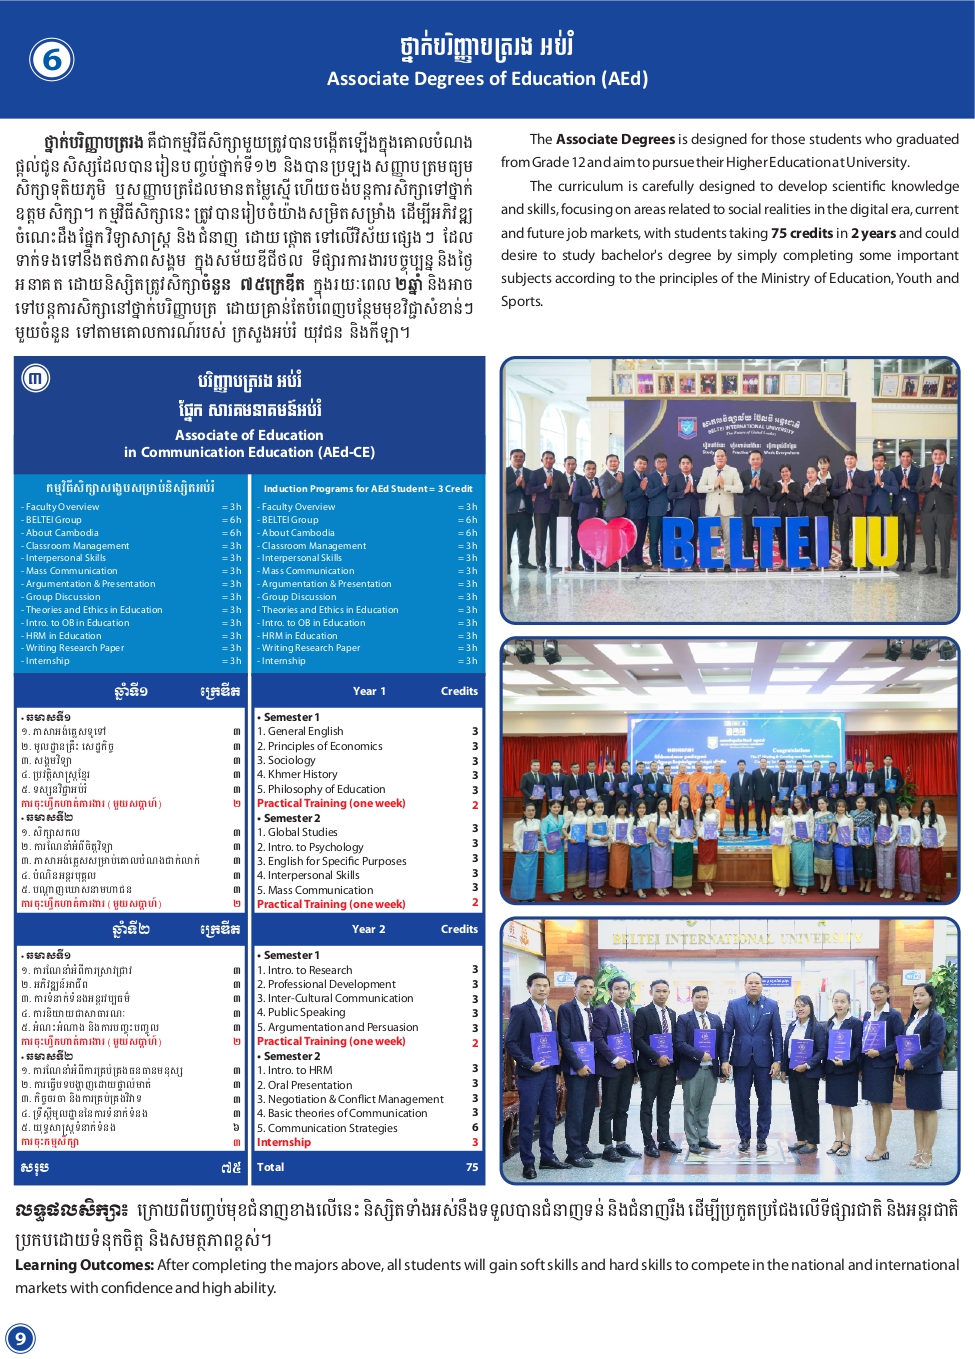 6
ថ្នាក់បរិញ្ញាបត្ររង អប់រំ
Associate Degrees of Education (AEd)
ថ្នាក់បរិញ្ញាបត្ររង គឺជាកម្មវិធីសិក្សាមួយត្រូវបានបង្កើតឡើងក្នុងគោលបំណង
ផ្តល់ជូនសិស្សដែលបានរៀនបញ្ចប់ថ្នាក់ទី១២ និងបានប្រឡងសញ្ញាបត្រមធ្យម
សិក្សាទុតិយភូមិ ឬសញ្ញាបត្រដែលមានតម្លៃស្មើ ហើយចង់បន្តការសិក្សាទៅថ្នាក់
ឧត្តមសិក្សា។ កម្មវិធីសិក្សានេះ ត្រូវបានរៀបចំយ៉ាងសម្រិតសម្រាំង ដើម្បីអភិវឌ្ឍ
ចំណេះដឹងផ្នែកវិទ្យាសាស្ត្រ និងជំនាញ ដោយផ្តោតទៅលើវិស័យផ្សេងៗ ដែល
ទាក់ទងទៅនឹងតថភាពសង្គម ក្នុងសម័យឌីជីថល ទីផ្សារការងារបច្ចុប្បន្ន និងថ្ងៃ
អនាគត ដោយនិស្សិតត្រូវសិក្សាចំនួន ៧៥ក្រេឌីត ក្នុងរយៈពេល ២ឆ្នាំ និងអាច
ទៅបន្តការសិក្សានៅថ្នាក់បរិញ្ញាបត្រ ដោយគ្រាន់តែបំពេញបន្ថែមមុខវិជ្ជាសំខាន់ៗ
មួយចំនួន ទៅតាមគោលការណ៍របស់ ក្រសួងអប់រំ យុវជន និងកីឡា។
The Associate Degrees is designed for those students who graduated
from Grade 12 and aim to pursue their Higher Education at University.
The curriculum is carefully designed to develop scientific knowledge
and skills, focusing on areas related to social realities in the digital era, current
and future job markets, with students taking 75 credits in 2 years and could
desire to study bachelor's degree by simply completing some important
subjects according to the principles of the Ministry of Education, Youth and
Sports.
៣
បរិញ្ញាបត្ររង អប់រំ
ផ្នែក សារគមនាគមន៍អប់រំ
Associate of Education
in Communication Education (AEd-CE)
កម្មវិធីសិក្សាសង្ខេបសម្រាប់និស្សិតអប់រំ
- Faculty Overview = 3h
- BELTEI Group = 6h
- About Cambodia = 6h
- Classroom Management = 3h
- Interpersonal Skills = 3h
- Mass Communication = 3h
- Argumentation & Presentation = 3h
- Group Discussion = 3h
- Theories and Ethics in Education = 3h
- Intro. to OB in Education = 3h
- HRM in Education = 3h
- Writing Research Paper = 3h
- Internship = 3h
Induction Programs for AEd Student = 3 Credit
- Faculty Overview = 3h
- BELTEI Group = 6h
- About Cambodia = 6h
- Classroom Management = 3h
- Interpersonal Skills = 3h
- Mass Communication = 3h
- Argumentation & Presentation = 3h
- Group Discussion = 3h
- Theories and Ethics in Education = 3h
- Intro. to OB in Education = 3h
- HRM in Education = 3h
- Writing Research Paper = 3h
- Internship = 3h
ឆ្នាំទី១ ក្រេឌីត
• ឆមាសទី១
១. ភាសាអង់គ្លេសទូទៅ ៣
២. មូលដ្ឋានគ្រឹះ សេដ្ឋកិច្ច ៣
៣. សង្គមវិទ្យា ៣
៤. ប្រវត្តិសាស្ត្រខ្មែរ ៣
៥. ទស្សនវិជ្ជាអប់រំ ៣
ការចុះហ្វឹកហាត់ការងារ (មួយសប្តាហ៍) ២
• ឆមាសទី២
១. សិក្សាសកល ៣
២. ការណែនាំអំពីចិត្តវិទ្យា ៣
៣. ភាសាអង់គ្លេសសម្រាប់គោលបំណងជាក់លាក់ ៣
៤. បំណិនអន្តរបុគ្គល ៣
៥. បណ្តាញឃោសនាមហាជន ៣
ការចុះហ្វឹកហាត់ការងារ (មួយសប្តាហ៍) ២
Year 1 Credits
• Semester 1
1. General English 3
2. Principles of Economics 3
3. Sociology 3
4. Khmer History 3
5. Philosophy of Education 3
Practical Training (one week) 2
• Semester 2
1. Global Studies 3
2. Intro. to Psychology 3
3. English for Specific Purposes 3
4. Interpersonal Skills 3
5. Mass Communication 3
Practical Training (one week) 2
ឆ្នាំទី២ ក្រេឌីត
• ឆមាសទី១
១. ការណែនាំអំពីការស្រាវជ្រាវ ៣
២. អភិវឌ្ឍន៍អាជីព ៣
៣. ការទំនាក់ទំនងអន្តរវប្បធម៌ ៣
៤. ការនិយាយជាសាធារណៈ ៣
៥. អំណះអំណាង និងការបញ្ចុះបញ្ចូល ៣
ការចុះហ្វឹកហាត់ការងារ (មួយសប្តាហ៍) ២
• ឆមាសទី២
១. ការណែនាំអំពីការគ្រប់គ្រងធនធានមនុស្ស ៣
២. ការធ្វើបទបង្ហាញដោយផ្ទាល់មាត់ ៣
៣. កិច្ចចរចា និងការគ្រប់គ្រងវិវាទ ៣
៤. ទ្រឹស្តីមូលដ្ឋាននៃការទំនាក់ទំនង ៣
៥. យុទ្ធសាស្ត្រទំនាក់ទំនង ៦
ការចុះកម្មសិក្សា ៣
សរុប ៧៥
Year 2 Credits
• Semester 1
1. Intro. to Research 3
2. Professional Development 3
3. Inter-Cultural Communication 3
4. Public Speaking 3
5. Argumentation and Persuasion 3
Practical Training (one week) 2
• Semester 2
1. Intro. to HRM 3
2. Oral Presentation 3
3. Negotiation & Conflict Management 3
4. Basic theories of Communication 3
5. Communication Strategies 6
Internship 3
Total 75
សាកលវិទ្យាល័យ ប៊ែលធី អន្តរជាតិ
BELTEI INTERNATIONAL UNIVERSITY
The Future of Global Leaders
I BELTEI IU
Congratulations
BELTEI INTERNATIONAL UNIVERSITY
លទ្ធផលសិក្សា៖ ក្រោយពីបញ្ចប់មុខជំនាញខាងលើនេះ និស្សិតទាំងអស់នឹងទទួលបានជំនាញទន់ និងជំនាញរឹង ដើម្បីប្រកួតប្រជែងលើទីផ្សារជាតិ និងអន្តរជាតិ
ប្រកបដោយទំនុកចិត្ត និងសមត្ថភាពខ្ពស់។
Learning Outcomes: After completing the majors above, all students will gain soft skills and hard skills to compete in the national and international
markets with confidence and high ability.
9